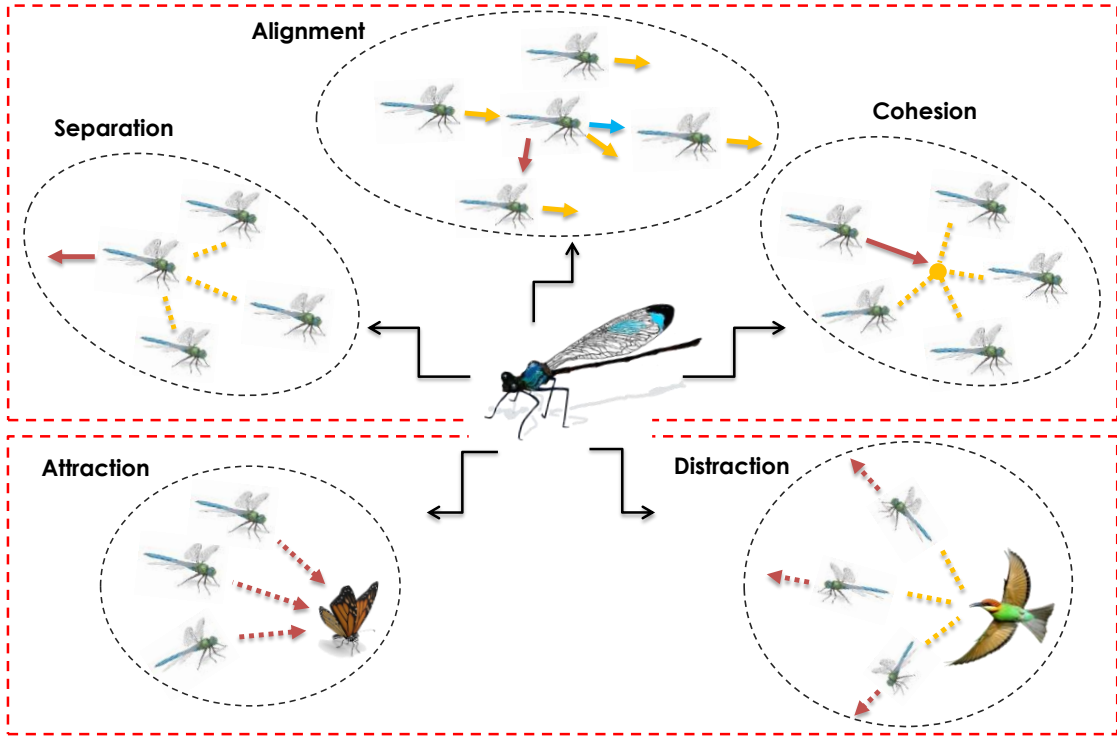 Alignment
Separation
Cohesion
Attraction
Distraction